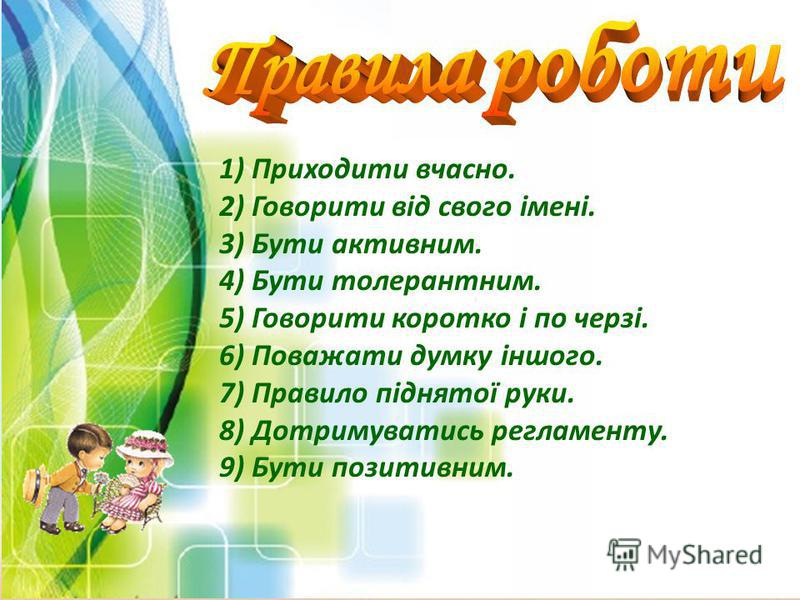 Правила роботи
1) Приходити вчасно.
2) Говорити від свого імені.
3) Бути активним.
4) Бути толерантним.
5) Говорити коротко і по черзі.
6) Поважати думку іншого.
7) Правило піднятої руки.
8) Дотримуватись регламенту.
9) Бути позитивним.
MyShared